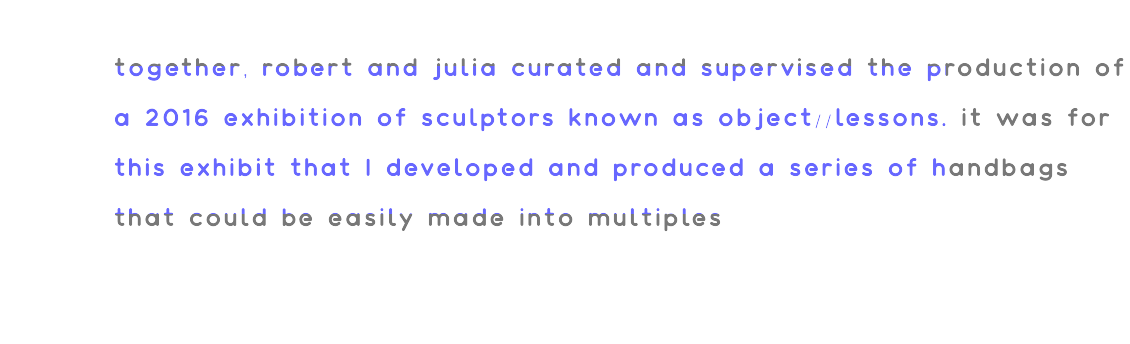 together, robert and julia curated and supervised the production of
a 2016 exhibition of sculptors known as object//lessons. it was for
this exhibit that I developed and produced a series of handbags
that could be easily made into multiples